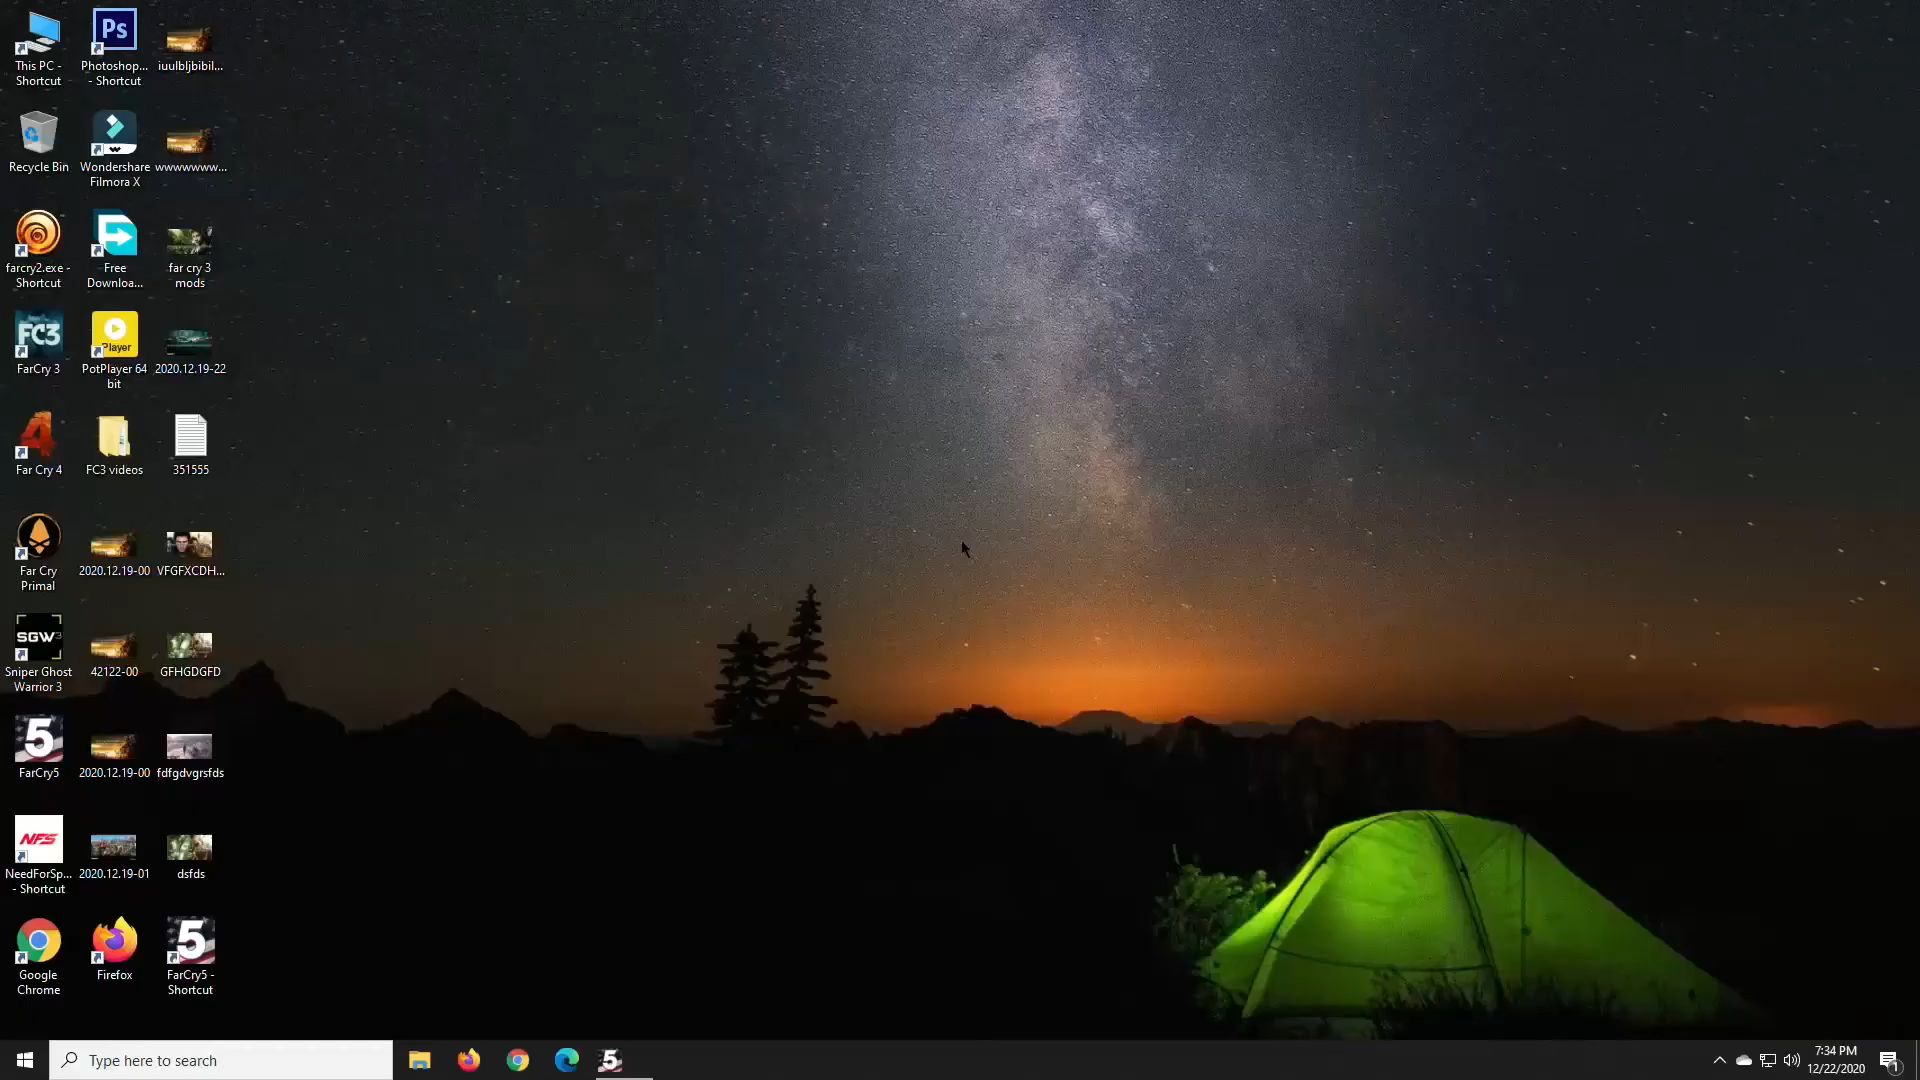 This PC -
Shortcut
Ps
Photoshop...
- Shortcut
iuulbljbibil...
Recycle Bin
Wondershare
Filmora X
wwwwwww...
farcry2.exe -
Shortcut
Free
Downloa...
far cry 3
mods
FC3
FarCry 3
Player
PotPlayer 64
bit
2020.12.19-22
4
Far Cry 4
FC3 videos
351555
Far Cry
Primal
2020.12.19-00
VFGFXCDH...
SGW3
Sniper Ghost
Warrior 3
42122-00
GFHGDGFD
5
FarCry5
2020.12.19-00
fdfgdvgrsfds
NFS
NeedForSp...
- Shortcut
2020.12.19-01
dsfds
Google
Chrome
Firefox
5
FarCry5 -
Shortcut
Type here to search
5
7:34 PM
12/22/2020
1